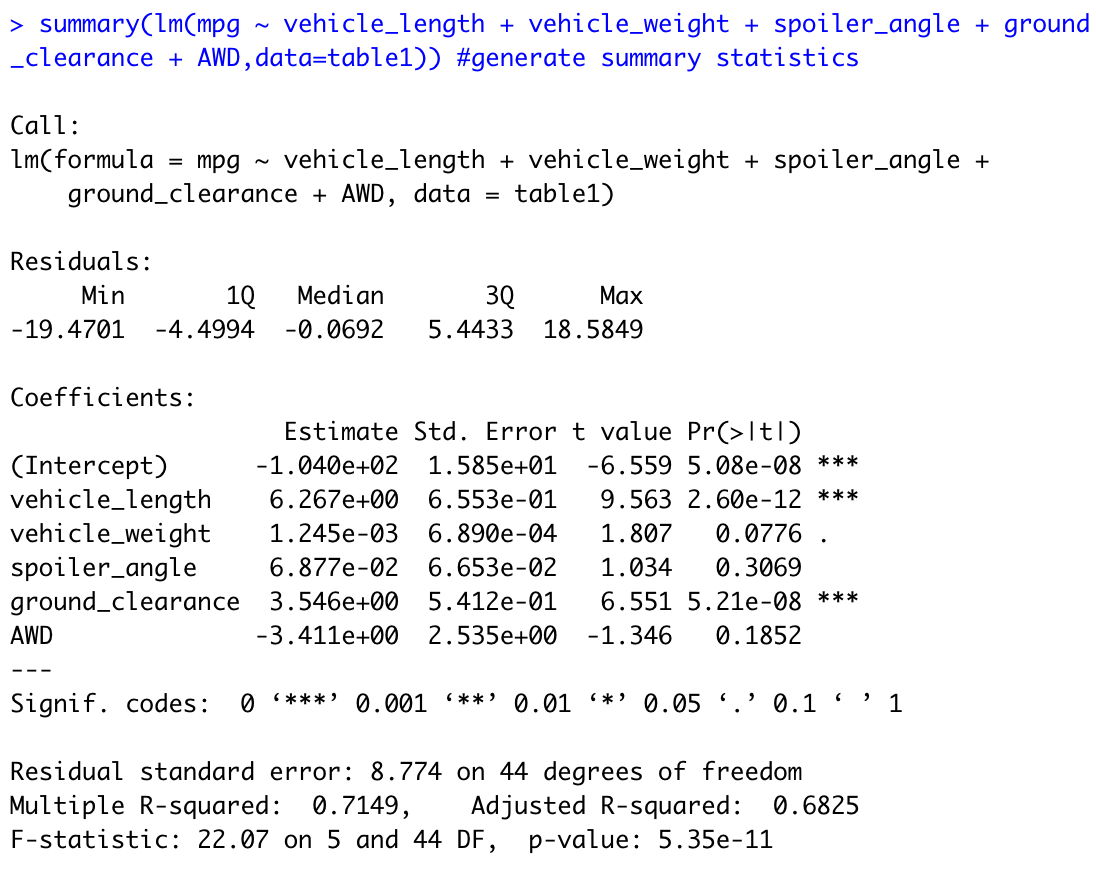 > summary(lm(mpg ~ vehicle_length + vehicle_weight + spoiler_angle + ground
_clearance + AWD,data=table1)) #generate summary statistics

Call:
lm(formula = mpg ~ vehicle_length + vehicle_weight + spoiler_angle +
    ground_clearance + AWD, data = table1)

Residuals:
     Min       1Q   Median       3Q      Max
-19.4701  -4.4994  -0.0692   5.4433  18.5849

Coefficients:
                   Estimate Std. Error t value Pr(>|t|)
(Intercept)      -1.040e+02  1.585e+01  -6.559 5.08e-08 ***
vehicle_length    6.267e+00  6.553e-01   9.563 2.60e-12 ***
vehicle_weight    1.245e-03  6.890e-04   1.807   0.0776 .
spoiler_angle     6.877e-02  6.653e-02   1.034   0.3069
ground_clearance  3.546e+00  5.412e-01   6.551 5.21e-08 ***
AWD              -3.411e+00  2.535e+00  -1.346   0.1852
---
Signif. codes:  0 ‘***’ 0.001 ‘**’ 0.01 ‘*’ 0.05 ‘.’ 0.1 ‘ ’ 1

Residual standard error: 8.774 on 44 degrees of freedom
Multiple R-squared:  0.7149,    Adjusted R-squared:  0.6825
F-statistic: 22.07 on 5 and 44 DF,  p-value: 5.35e-11